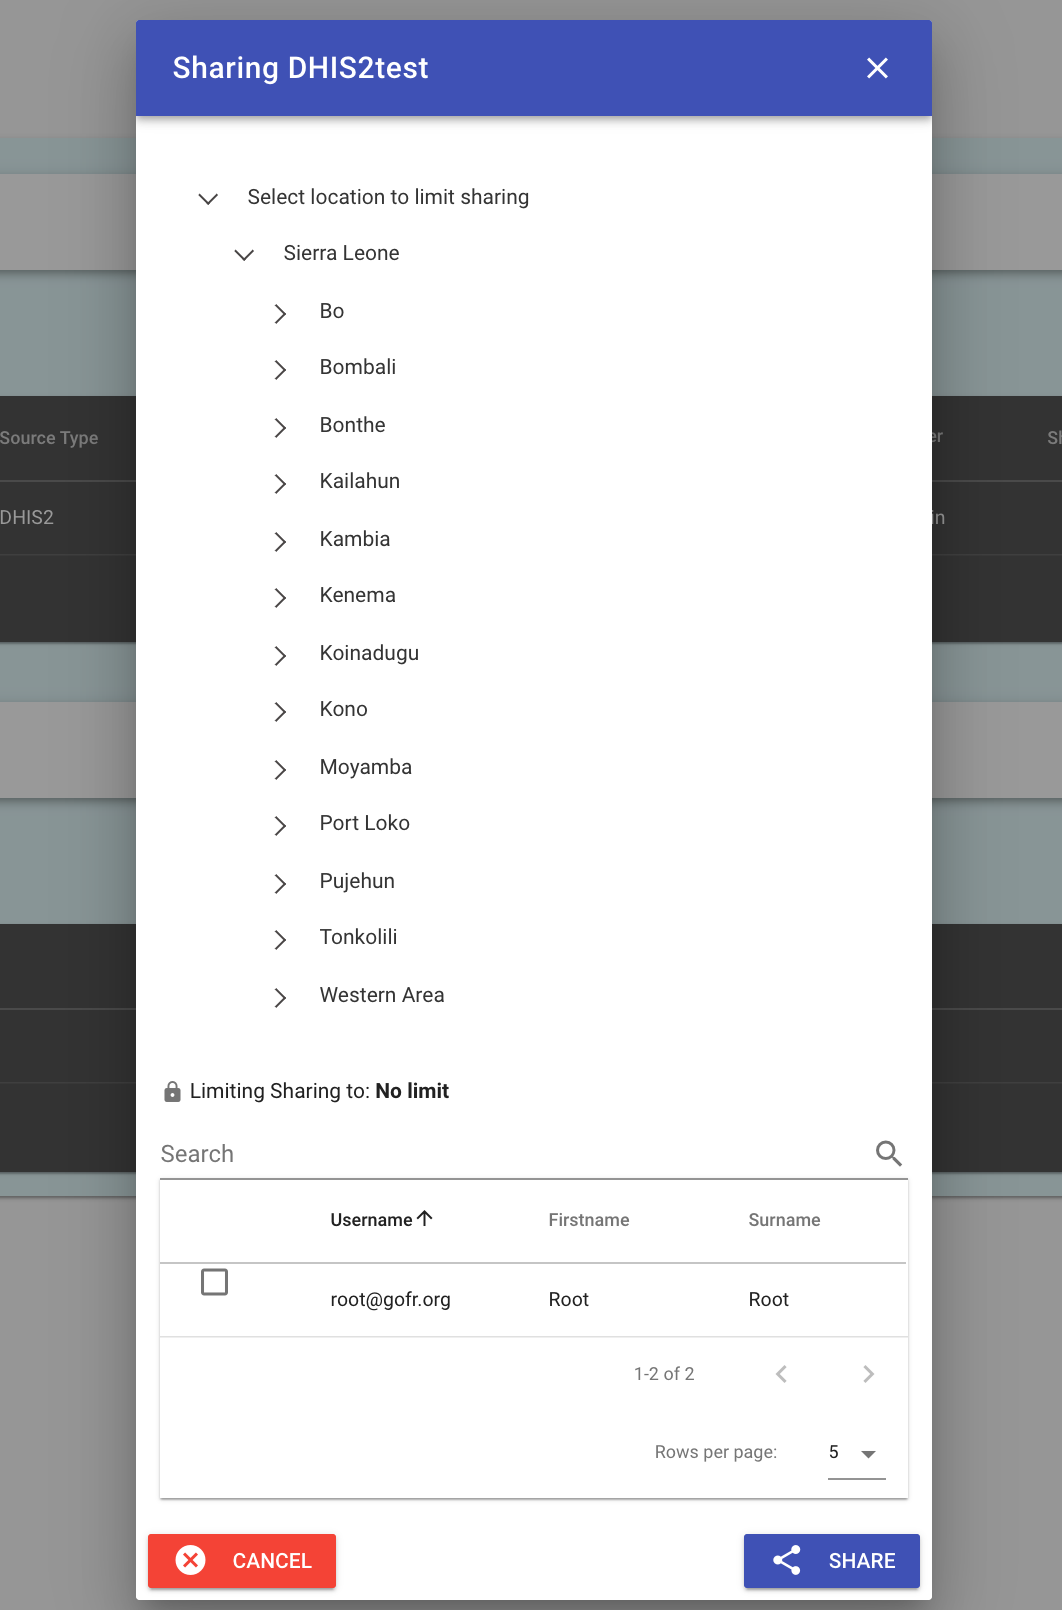 Sharing DHIS2test
Select location to limit sharing
Sierra Leone
Bo
Bombali
Bonthe
Source Type
er
Sh
Kailahun
DHIS2
in
Kambia
Kenema
Koinadugu
Kono
Moyamba
Port Loko
Pujehun
Tonkolili
Western Area
Limiting Sharing to: No limit
Search
Username Firstname Surname
root@gofr.org Root Root
1-2 of 2
Rows per page: 5
CANCEL SHARE